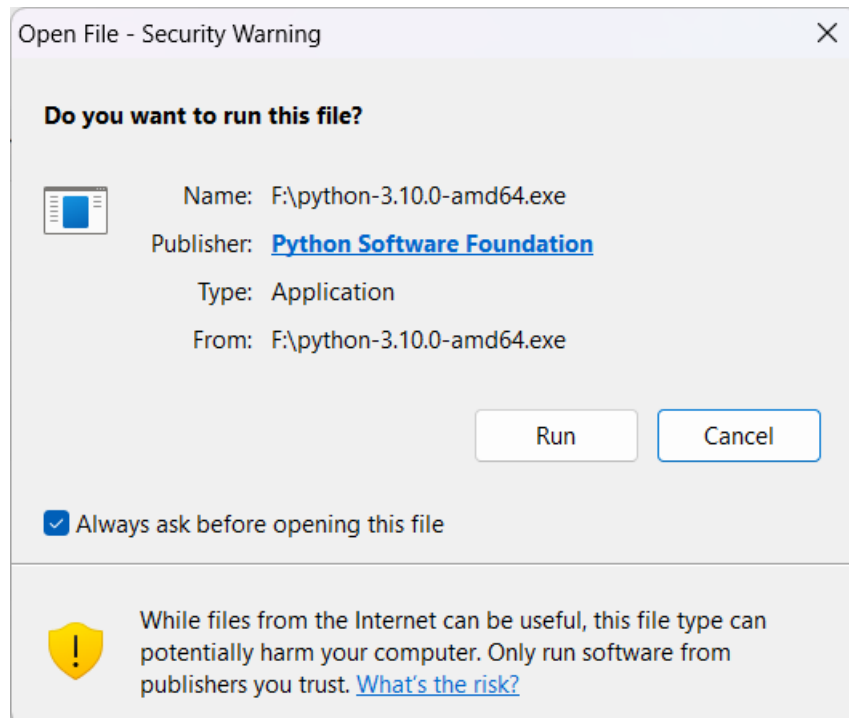 Open File - Security Warning
Do you want to run this file?
Name: F:\python-3.10.0-amd64.exe
Publisher: Python Software Foundation
Type: Application
From: F:\python-3.10.0-amd64.exe
Run Cancel
Always ask before opening this file
While files from the Internet can be useful, this file type can
potentially harm your computer. Only run software from
publishers you trust. What's the risk?